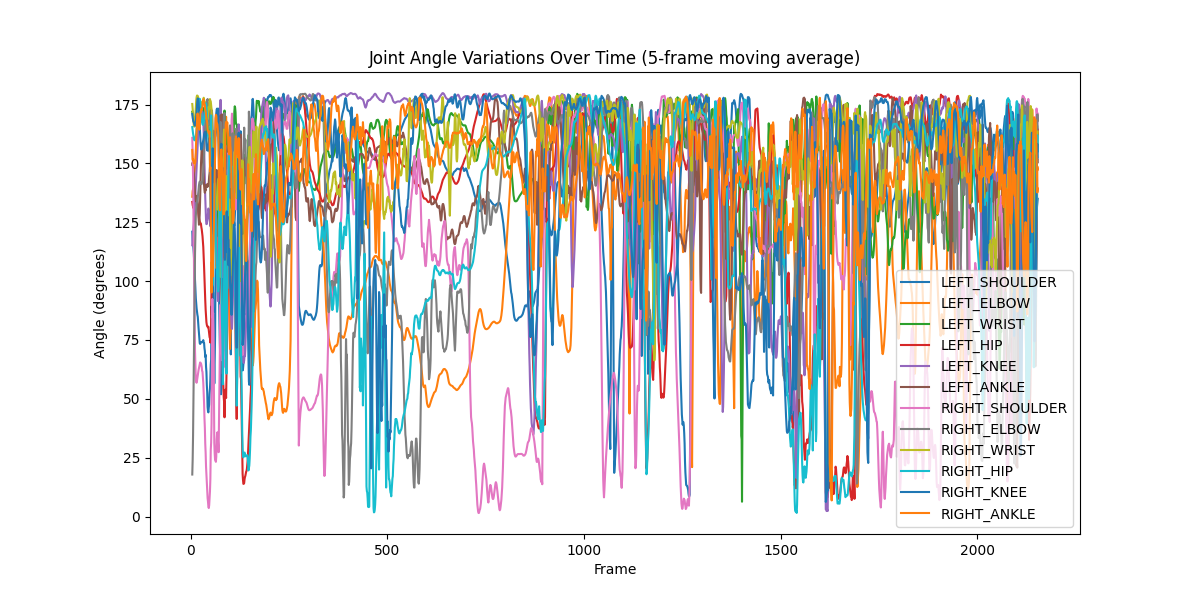 Joint Angle Variations Over Time (5-frame moving average)
Angle (degrees)
175
150
125
100
75
50
25
0
0
500
1000
1500
2000
Frame
LEFT_SHOULDER
LEFT_ELBOW
LEFT_WRIST
LEFT_HIP
LEFT_KNEE
LEFT_ANKLE
RIGHT_SHOULDER
RIGHT_ELBOW
RIGHT_WRIST
RIGHT_HIP
RIGHT_KNEE
RIGHT_ANKLE